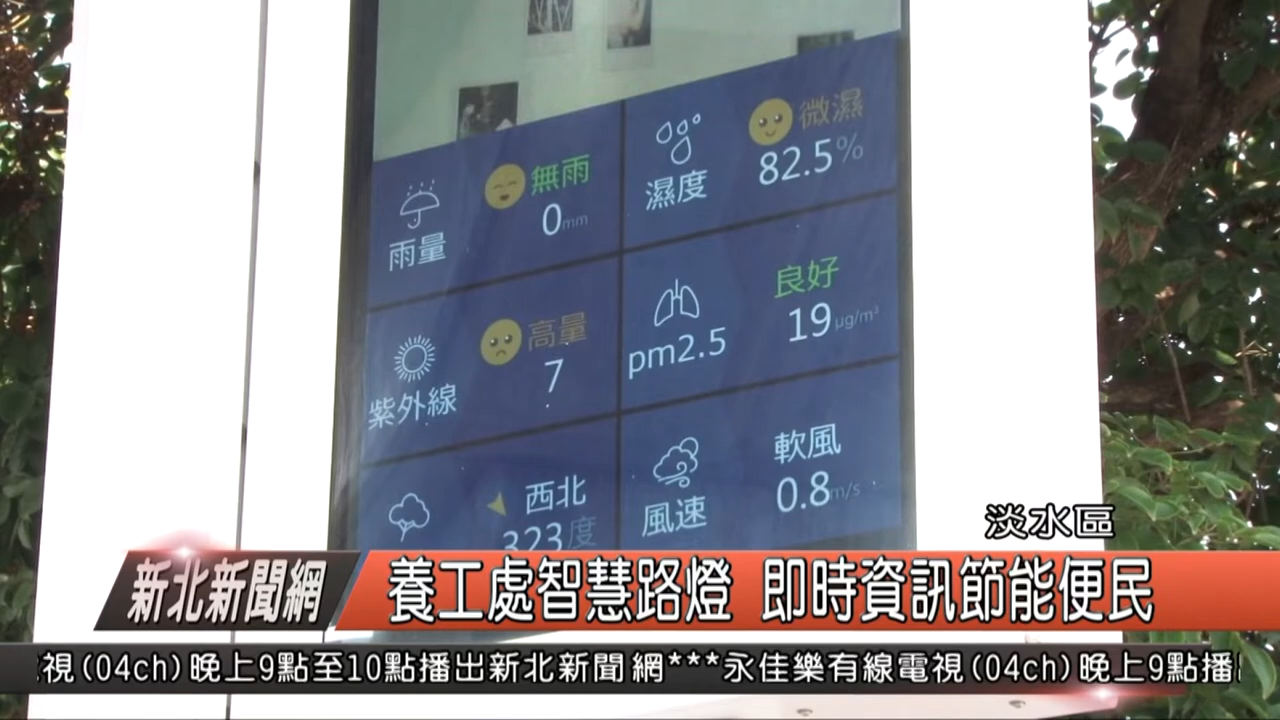 無雨
0mm
雨量
微濕
82.5%
濕度
高量
7
紫外線
良好
19 μg/m³
pm2.5
西北
323度
軟風
0.8m/s
風速
淡水區
新北新聞網
養工處智慧路燈 即時資訊節能便民
視(04ch)晚上9點至10點播出新北新聞網***永佳樂有線電視(04ch)晚上9點播